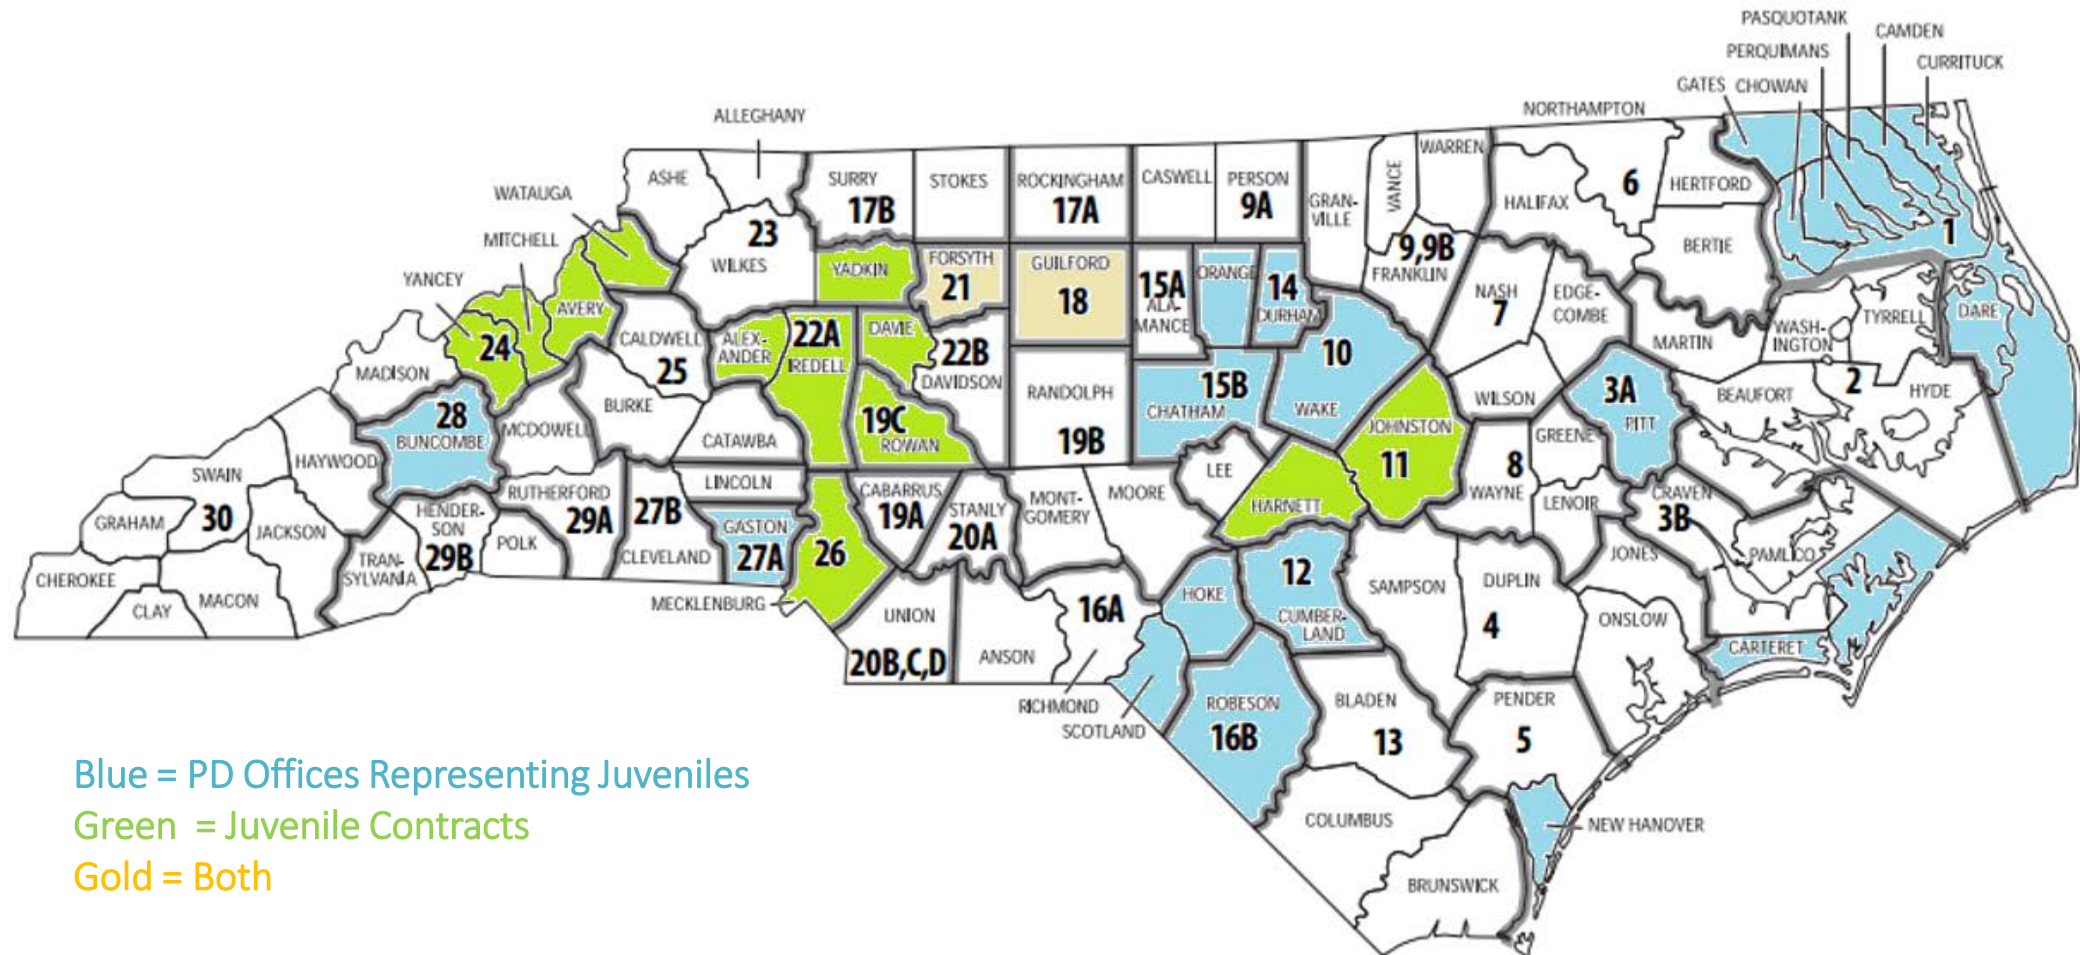 PASQUOTANK
CAMDEN
PERQUIMANS
CURRITUCK
GATES
CHOWAN
NORTHAMPTON
ALLEGHANY
WARREN
ASHE
SURRY
STOKES
ROCKINGHAM
CASWELL
PERSON
VANCE
6
HERTFORD
WATAUGA
17B
17A
9A
GRAN-
VILLE
HALIFAX
MITCHELL
23
9,9B
BERTIE
1
WILKES
YADKIN
FORSYTH
GUILFORD
ORANGE
FRANKLIN
YANCEY
21
18
15A
14
NASH
EDGE-
COMBE
AVERY
ALA-
MANCE
DURHAM
7
TYRRELL
DARE
24
CALDWELL
ALEX-
ANDER
22A
DAVIE
WASH-
INGTON
MARTIN
IREDELL
22B
10
MADISON
25
DAVIDSON
15B
3A
2
HYDE
BURKE
RANDOLPH
CHATHAM
WAKE
WILSON
BEAUFORT
28
19C
PITT
BUNCOMBE
MCDOWELL
CATAWBA
ROWAN
19B
JOHNSTON
GREENE
HAYWOOD
LEE
11
8
SWAIN
LINCOLN
CABARRUS
MONT-
GOMERY
MOORE
WAYNE
CRAVEN
RUTHERFORD
19A
STANLY
HARNETT
LENOIR
3B
30
GRAHAM
JACKSON
HENDER-
SON
29A
27B
GASTON
20A
29B
POLK
CLEVELAND
27A
26
JONES
PAMLICO
TRAN-
SYLVANIA
12
CHEROKEE
SAMPSON
DUPLIN
CLAY
MACON
MECKLENBURG
UNION
16A
HOKE
CUMBER-
LAND
4
ONSLOW
20B,C,D
ANSON
CARTERET
RICHMOND
SCOTLAND
ROBESON
BLADEN
PENDER
16B
13
5
Blue = PD Offices Representing Juveniles
Green = Juvenile Contracts
Gold = Both
COLUMBUS
NEW HANOVER
BRUNSWICK